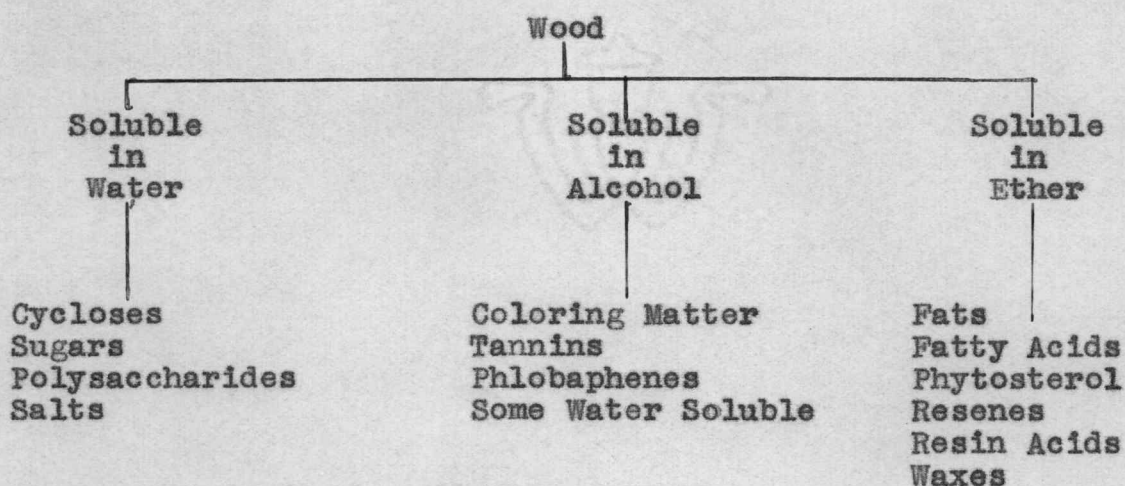 Wood
Soluble
in
Water
Soluble
in
Alcohol
Soluble
in
Ether
Cycloses
Sugars
Polysaccharides
Salts
Coloring Matter
Tannins
Phlobaphenes
Some Water Soluble
Fats
Fatty Acids
Phytosterol
Resenes
Resin Acids
Waxes